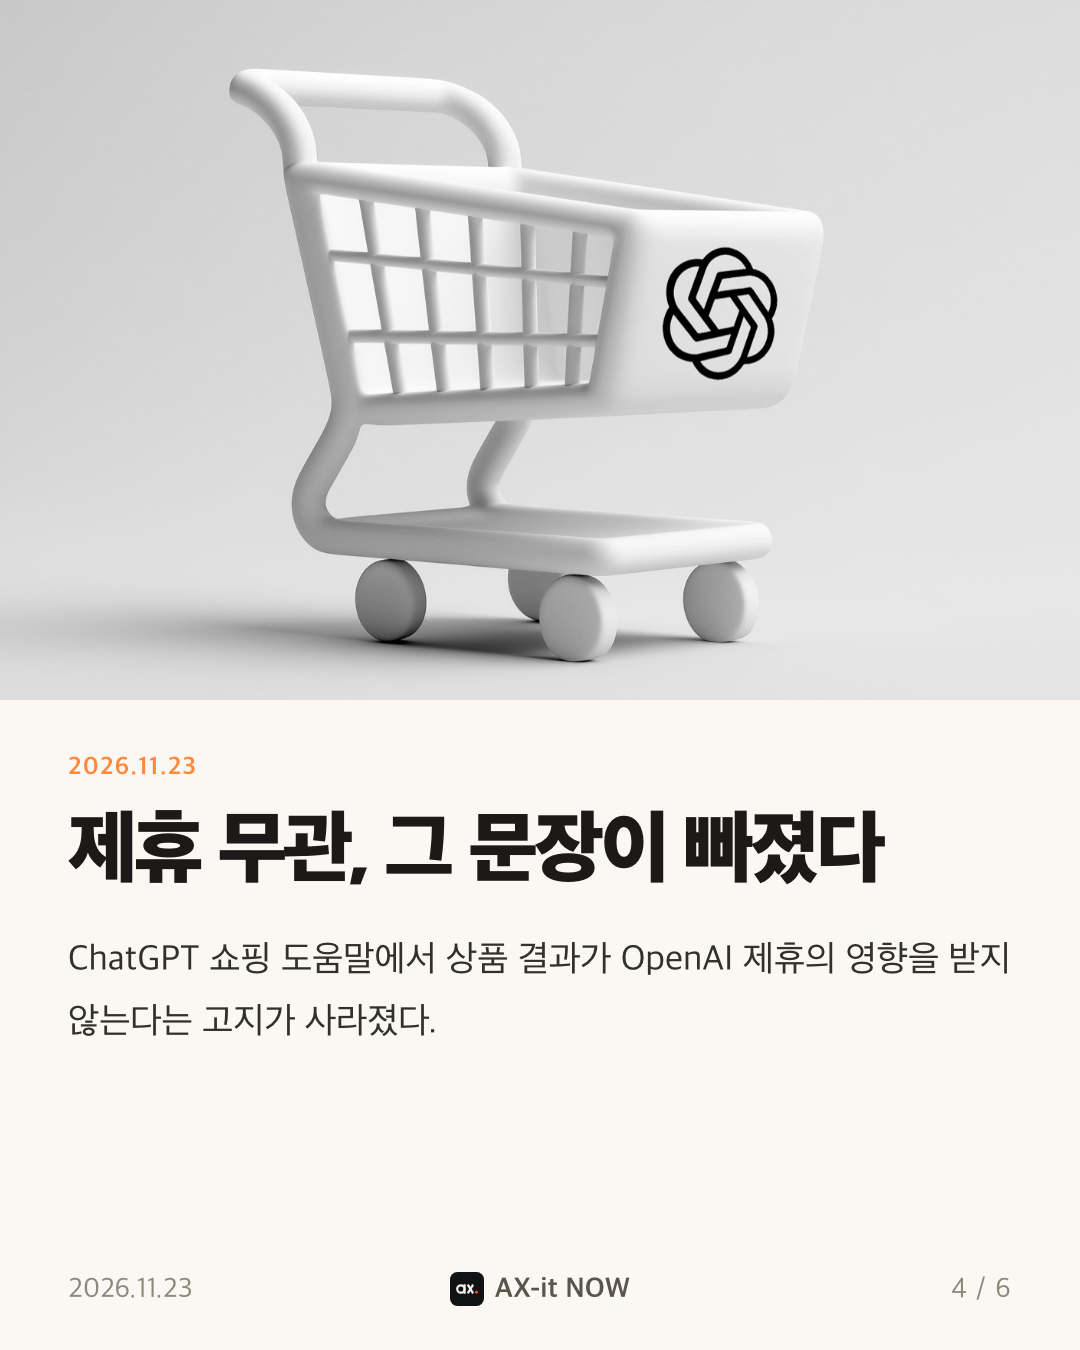 2026.11.23
제휴 무관, 그 문장이 빠졌다
ChatGPT 쇼핑 도움말에서 상품 결과가 OpenAI 제휴의 영향을 받지
않는다는 고지가 사라졌다.
2026.11.23
ax.
AX-it NOW
4 / 6